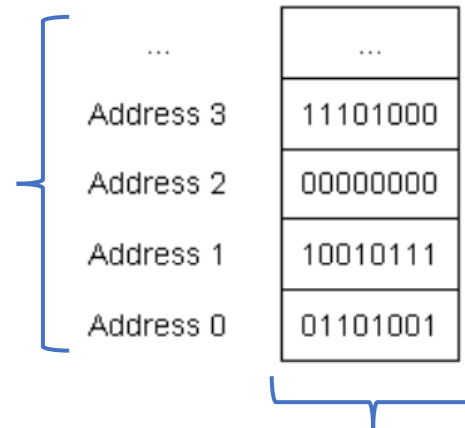 ... ...
Address 3 11101000
Address 2 00000000
Address 1 10010111
Address 0 01101001